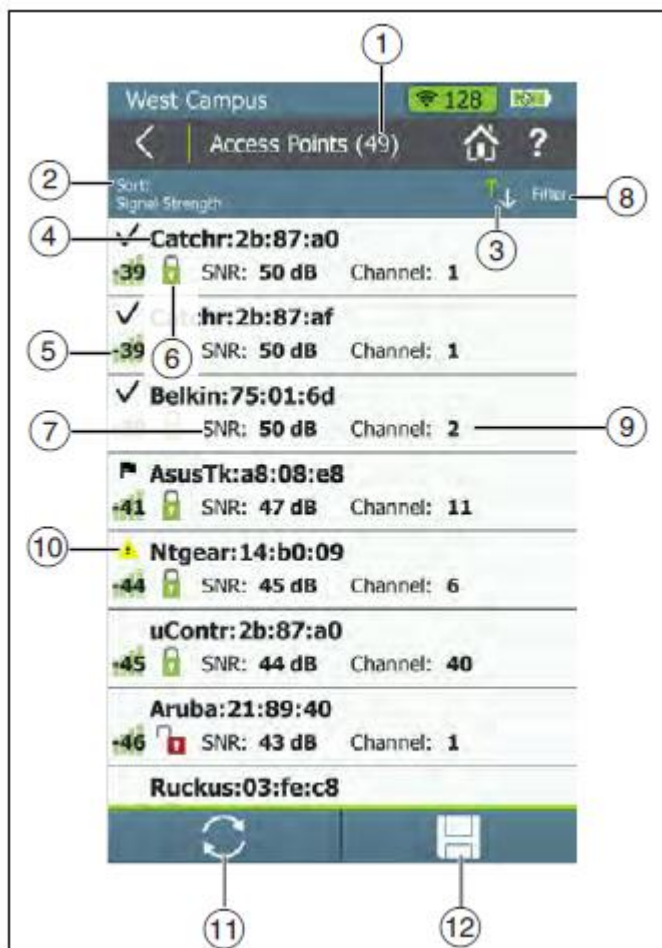 1
West Campus 128
Access Points (49) ?
2 Sort:
Signal Strength
Filter 8
3
4 Catchr:2b:87:a0
-39 SNR: 50 dB Channel: 1
:hr:2b:87:af
5 -39 6 SNR: 50 dB Channel: 1
Belkin:75:01:6d
7 SNR: 50 dB Channel: 2 9
AsusTk:a8:08:e8
-41 SNR: 47 dB Channel: 11
10 Ntgear:14:b0:09
-44 SNR: 45 dB Channel: 6
uContr:2b:87:a0
-45 SNR: 44 dB Channel: 40
Aruba:21:89:40
-46 SNR: 43 dB Channel: 1
Ruckus:03:fe:c8
11 12